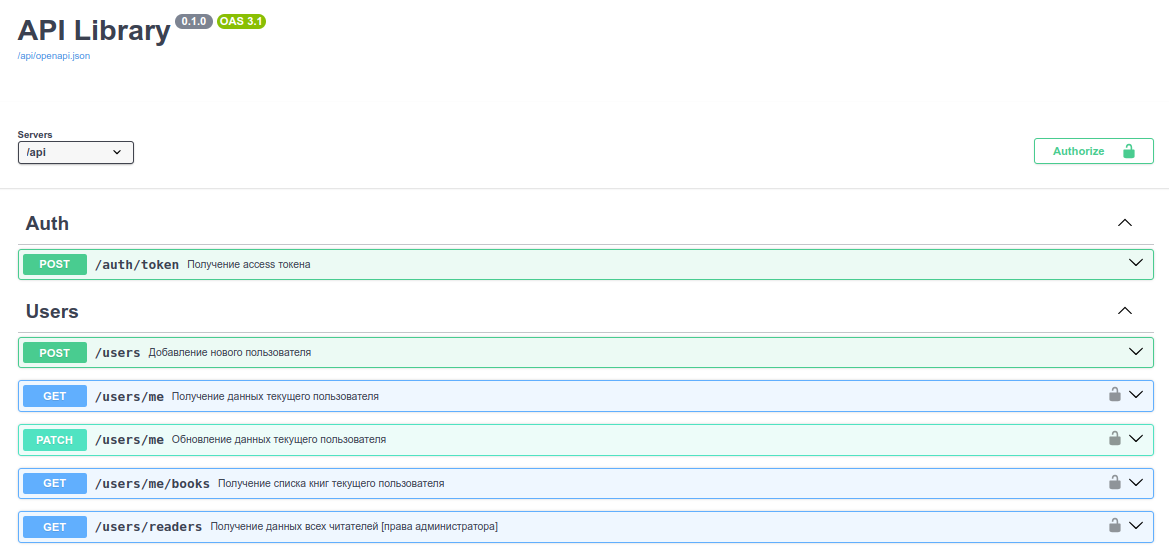 API Library 0.1.0 OAS 3.1
/api/openapi.json
Servers
/api
Authorize
Auth
POST /auth/token Получение access токена
Users
POST /users Добавление нового пользователя
GET /users/me Получение данных текущего пользователя
PATCH /users/me Обновление данных текущего пользователя
GET /users/me/books Получение списка книг текущего пользователя
GET /users/readers Получение данных всех читателей [права администратора]